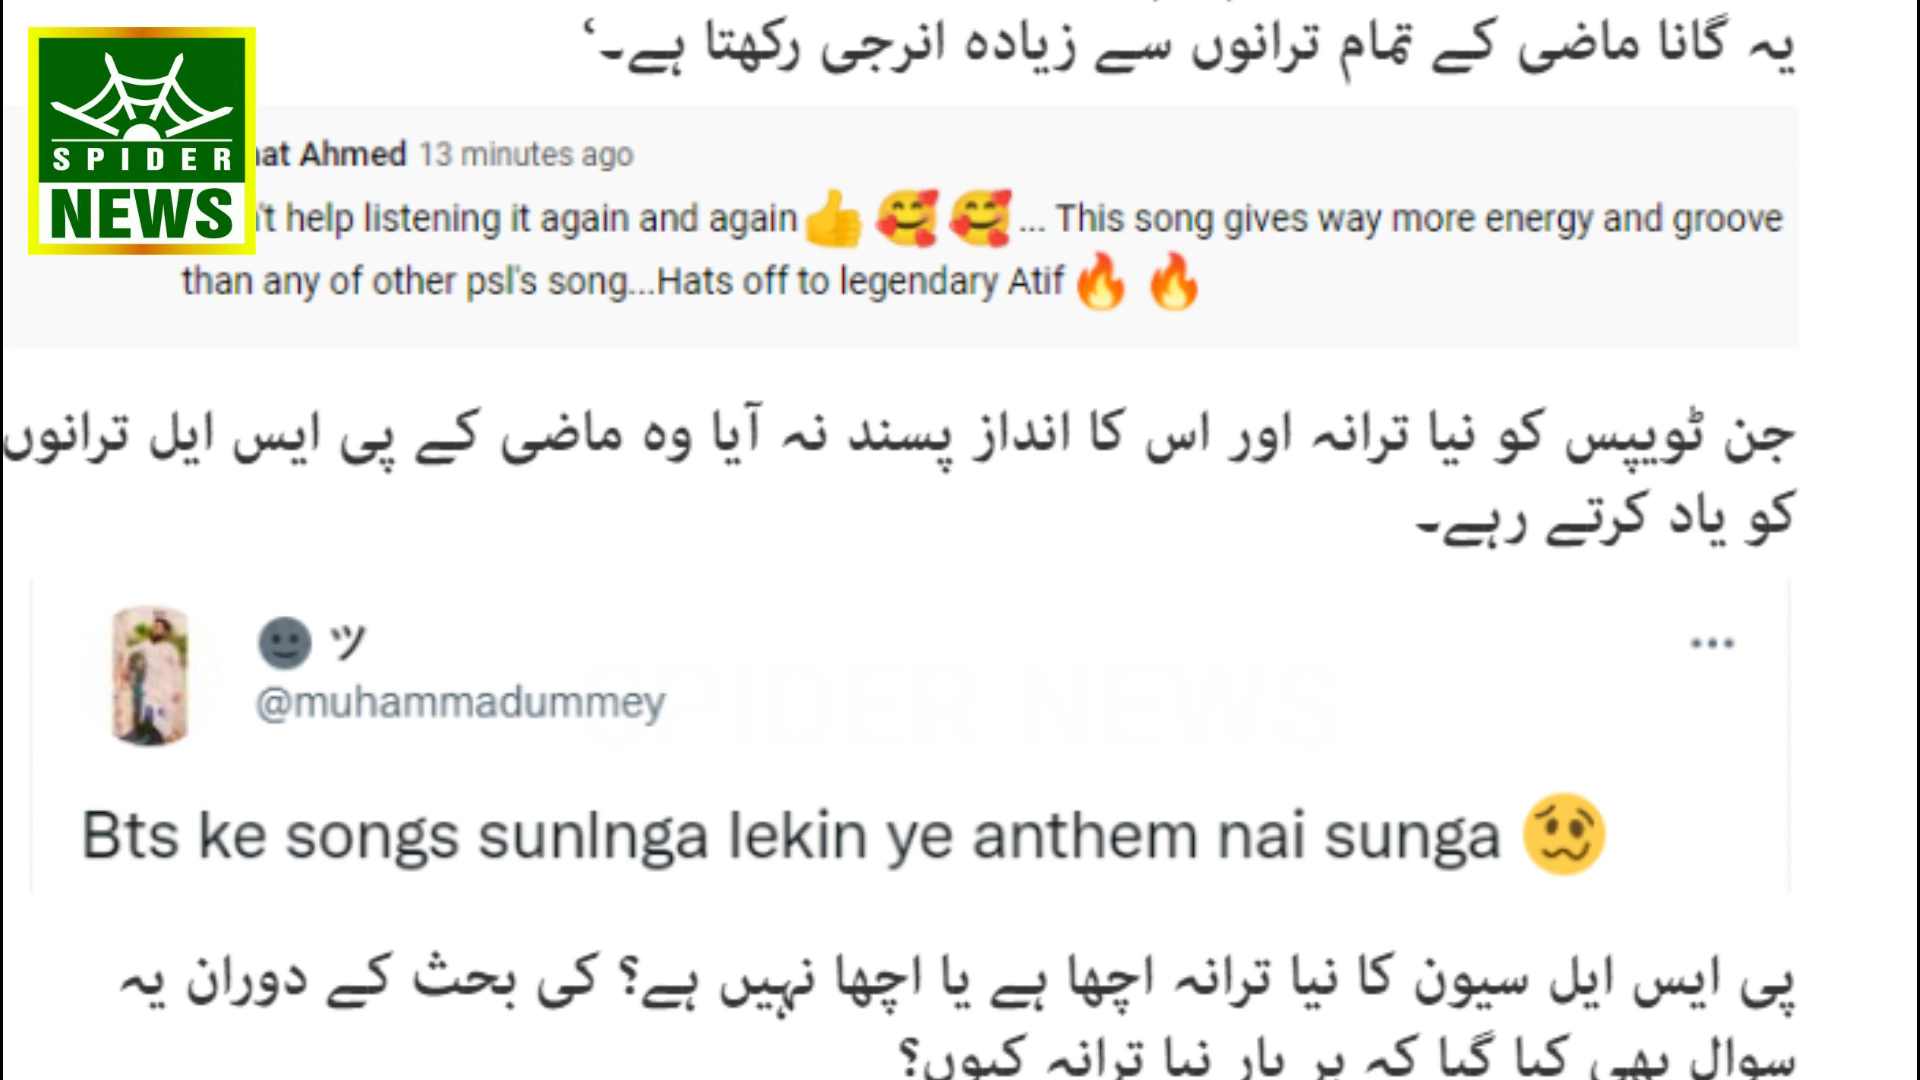 یہ گانا ماضی کے تمام ترانوں سے زیادہ انرجی رکھتا ہے۔‘
SPIDER
NEWS
Ahmed 13 minutes ago
't help listening it again and again👍🥰🥰... This song gives way more energy and groove
than any of other psl's song...Hats off to legendary Atif🔥 🔥
جن ٹویپس کو نیا ترانہ اور اس کا انداز پسند نہ آیا وہ ماضی کے پی ایس ایل ترانوں
کو یاد کرتے رہے۔
🌚 ツ
@muhammadummey
SPIDER NEWS
Bts ke songs sunlnga lekin ye anthem nai sunga 🥴
پی ایس ایل سیون کا نیا ترانہ اچھا ہے یا اچھا نہیں ہے؟ کی بحث کے دوران یہ
سوال بھی کیا گیا کہ ہر بار نیا ترانہ کیوں؟